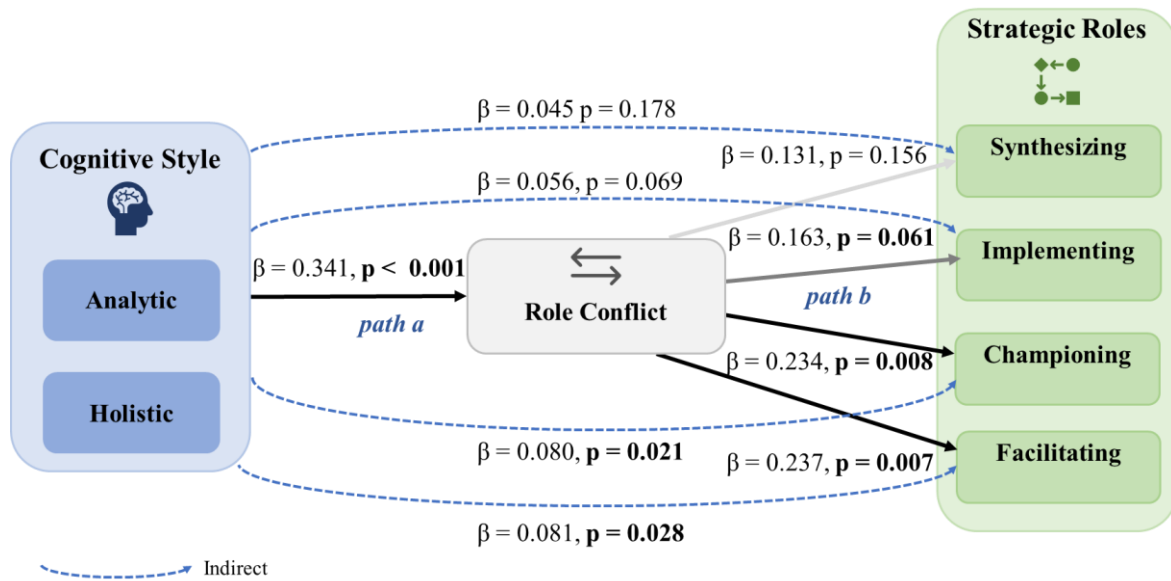 Strategic Roles
β = 0.045 p = 0.178
Synthesizing
β = 0.131, p = 0.156
Cognitive Style
β = 0.056, p = 0.069
β = 0.163, p = 0.061
Implementing
β = 0.341, p < 0.001
Analytic
path a
Role Conflict
path b
Championing
β = 0.234, p = 0.008
Holistic
β = 0.080, p = 0.021
β = 0.237, p = 0.007
Facilitating
β = 0.081, p = 0.028
Indirect